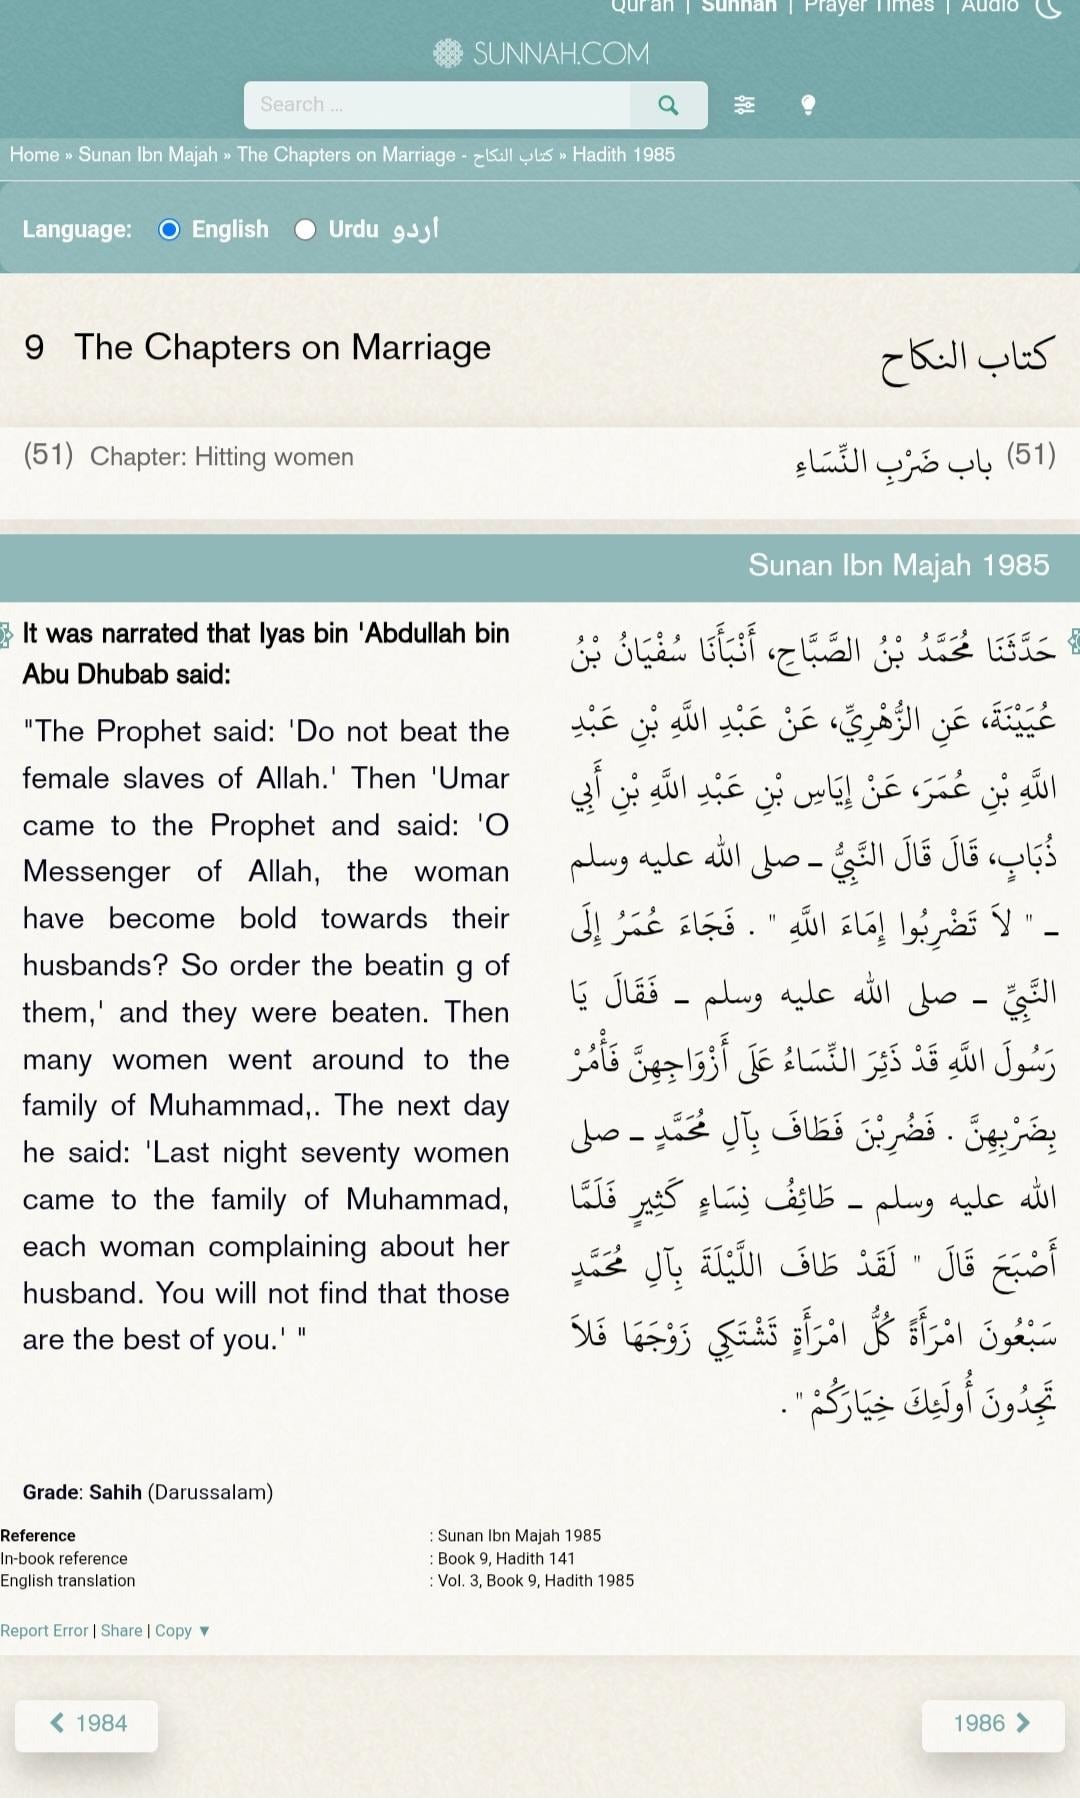 Qur'an | Sunnah | Prayer Times | Audio
SUNNAH.COM
Search ...
Home » Sunan Ibn Majah » The Chapters on Marriage - كتاب النكاح » Hadith 1985
Language: English Urdu أردو
9 The Chapters on Marriage
كتاب النكاح
(51) Chapter: Hitting women
(51) باب ضَرْبِ النِّسَاءِ
Sunan Ibn Majah 1985
It was narrated that Iyas bin 'Abdullah bin
Abu Dhubab said:
"The Prophet said: 'Do not beat the
female slaves of Allah.' Then 'Umar
came to the Prophet and said: 'O
Messenger of Allah, the woman
have become bold towards their
husbands? So order the beatin g of
them,' and they were beaten. Then
many women went around to the
family of Muhammad,. The next day
he said: 'Last night seventy women
came to the family of Muhammad,
each woman complaining about her
husband. You will not find that those
are the best of you.' "
حَدَّثَنَا مُحَمَّدُ بْنُ الصَّبَّاحِ، أَنْبَأَنَا سُفْيَانُ بْنُ
عُيَيْنَةَ، عَنِ الزُّهْرِيِّ، عَنْ عَبْدِ اللَّهِ بْنِ عَبْدِ
اللَّهِ بْنِ عُمَرَ، عَنْ إِيَاسِ بْنِ عَبْدِ اللَّهِ بْنِ أَبِي
ذُبَابٍ، قَالَ قَالَ النَّبِيُّ ـ صلى الله عليه وسلم
ـ " لاَ تَضْرِبُوا إِمَاءَ اللَّهِ " . فَجَاءَ عُمَرُ إِلَى
النَّبِيِّ ـ صلى الله عليه وسلم ـ فَقَالَ يَا
رَسُولَ اللَّهِ قَدْ ذَئِرَ النِّسَاءُ عَلَى أَزْوَاجِهِنَّ فَأْمُرْ
بِضَرْبِهِنَّ . فَضُرِبْنَ فَطَافَ بِآلِ مُحَمَّدٍ ـ صلى
الله عليه وسلم ـ طَائِفُ نِسَاءٍ كَثِيرٍ فَلَمَّا
أَصْبَحَ قَالَ " لَقَدْ طَافَ اللَّيْلَةَ بِآلِ مُحَمَّدٍ
سَبْعُونَ امْرَأَةً كُلُّ امْرَأَةٍ تَشْتَكِي زَوْجَهَا فَلاَ
تَجِدُونَ أُولَئِكَ خِيَارَكُمْ " .
Grade: Sahih (Darussalam)
Reference : Sunan Ibn Majah 1985
In-book reference : Book 9, Hadith 141
English translation : Vol. 3, Book 9, Hadith 1985
Report Error | Share | Copy ▼
1984
1986